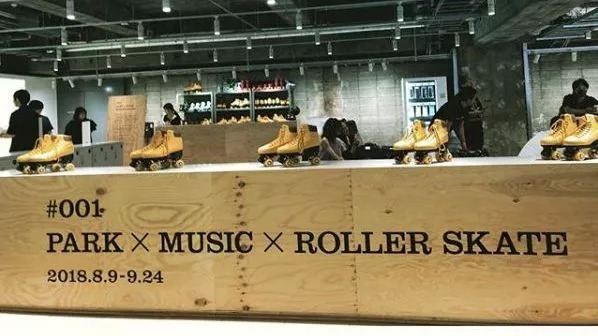 #001
PARK × MUSIC × ROLLER SKATE
2018.8.9-9.24